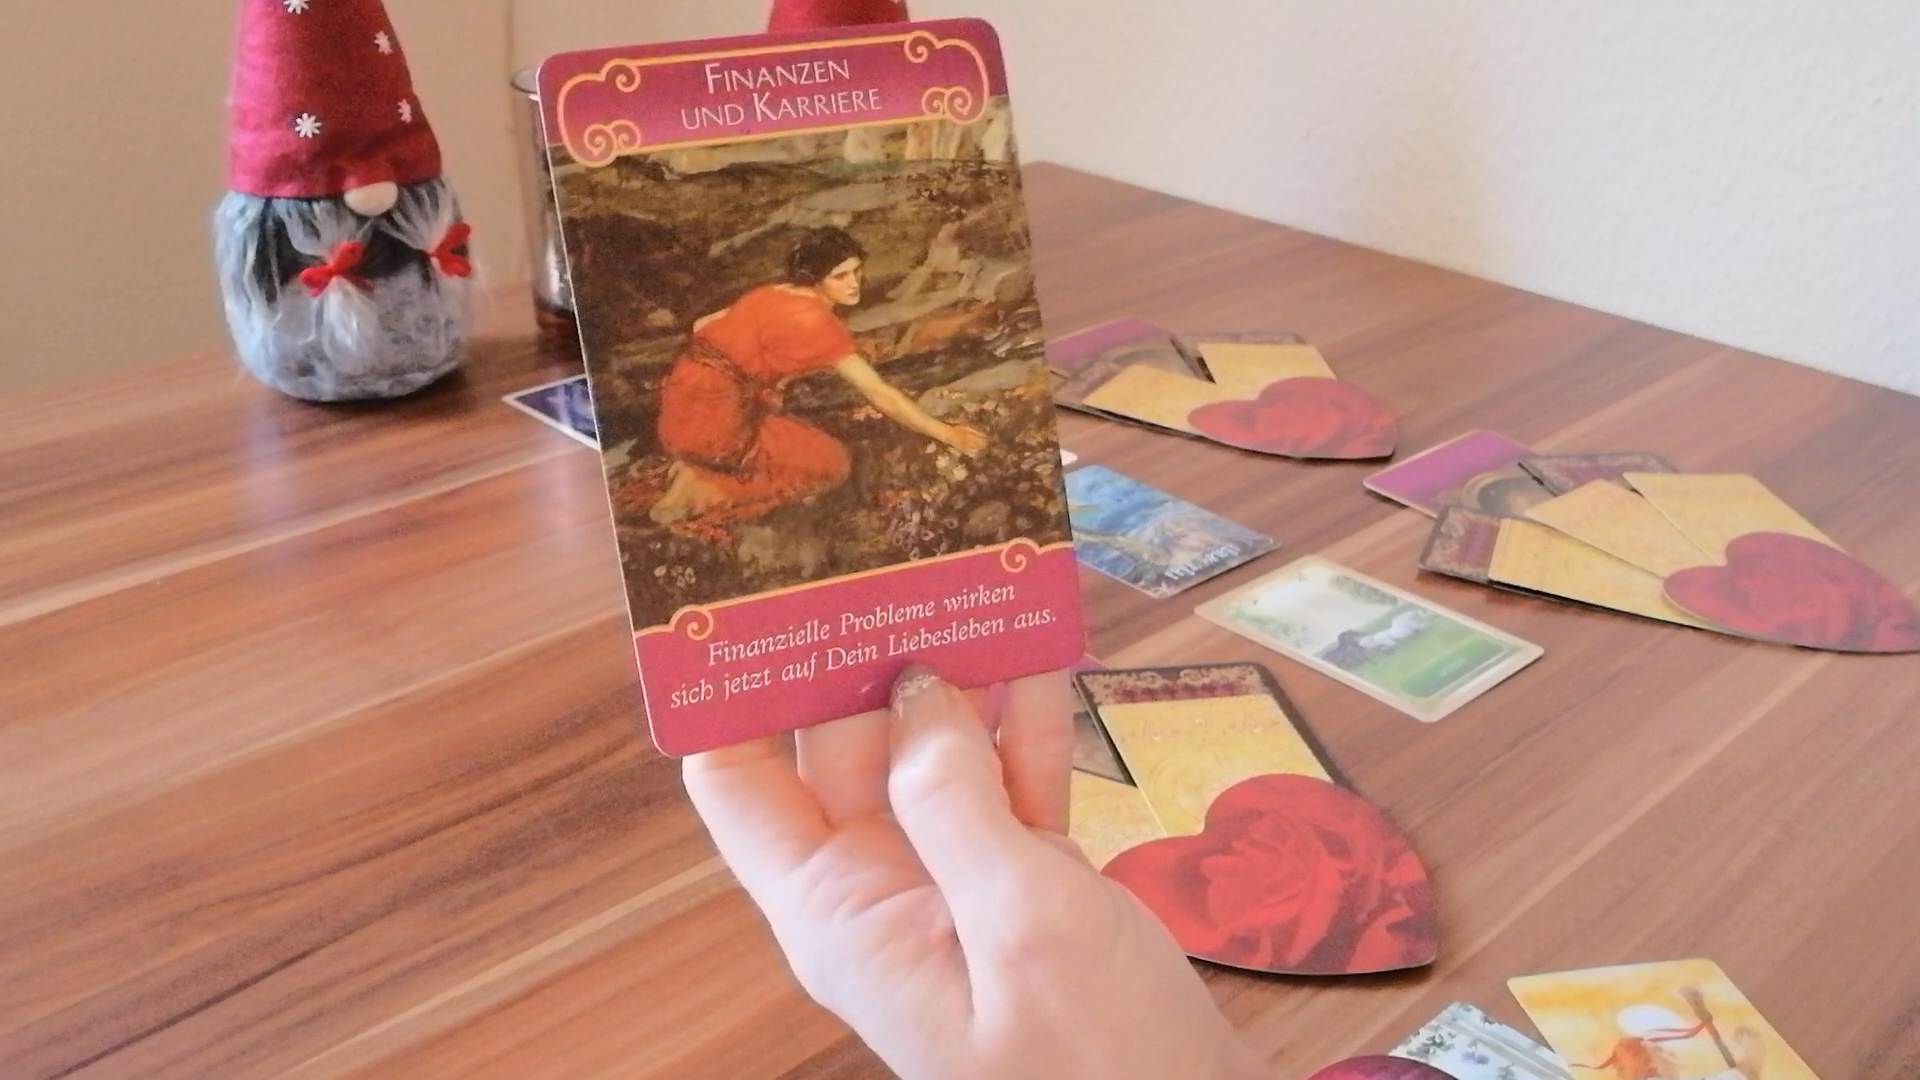 FINANZEN
UND KARRIERE
Finanzielle Probleme wirken
sich jetzt auf Dein Liebesleben aus.